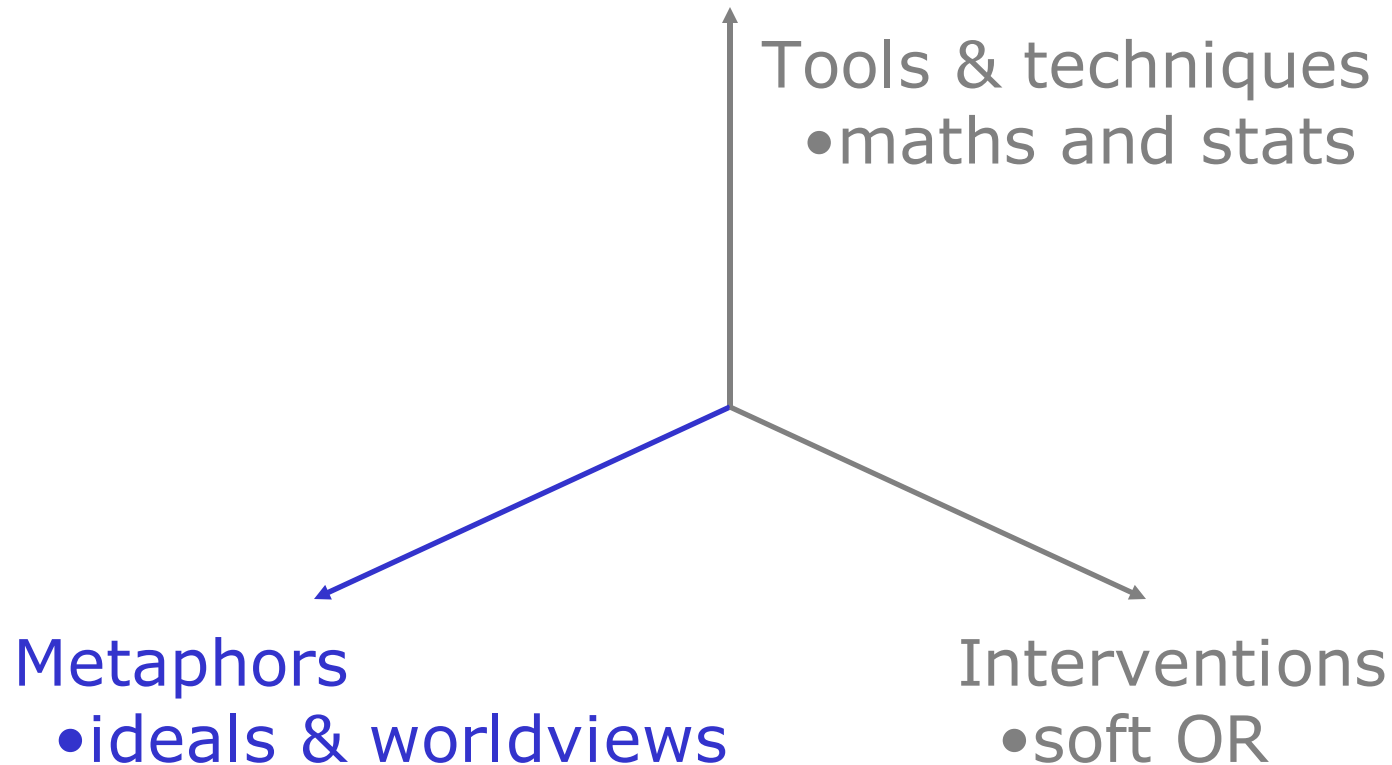 Tools & techniques
•maths and stats
Metaphors
•ideals & worldviews
Interventions
•soft OR